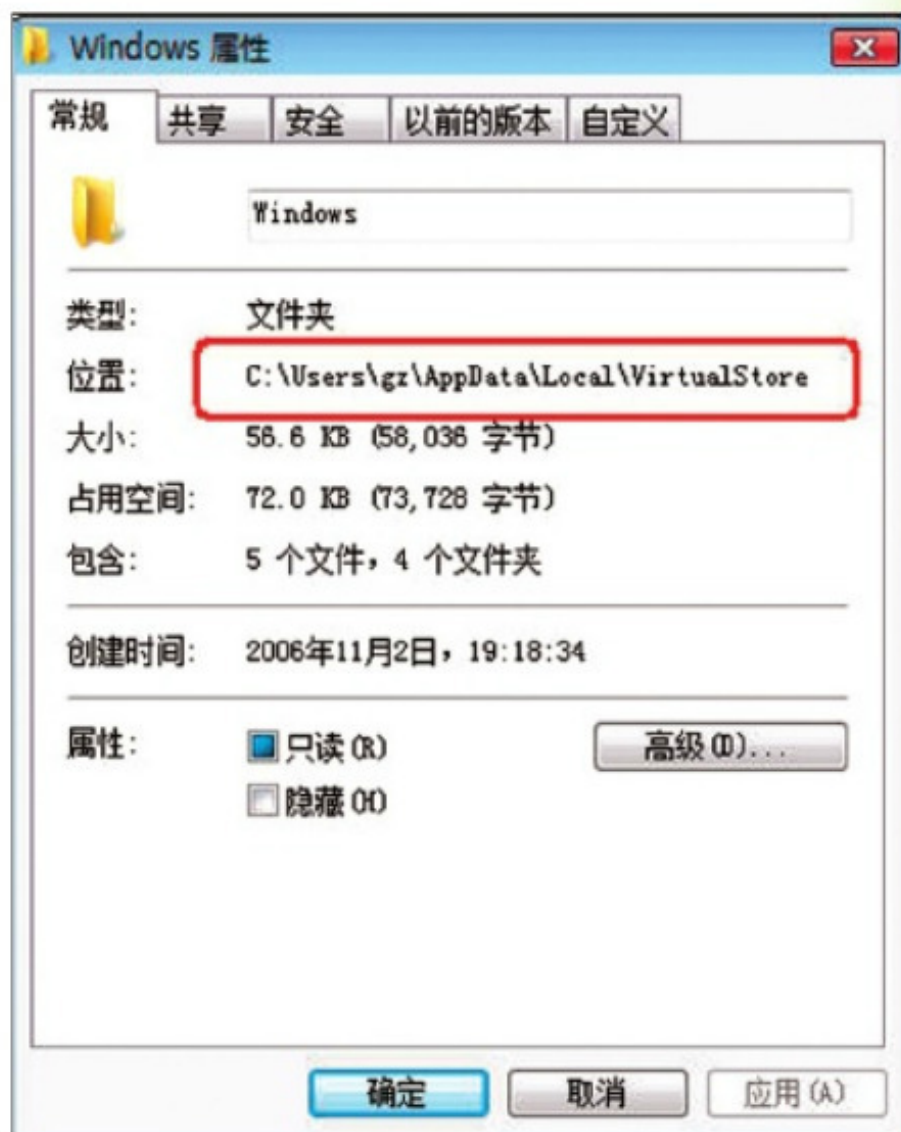 Windows 属性
常规 共享 安全 以前的版本 自定义
Windows
类型: 文件夹
位置: C:\Users\gz\AppData\Local\VirtualStore
大小: 56.6 KB (58,036 字节)
占用空间: 72.0 KB (73,728 字节)
包含: 5 个文件，4 个文件夹
创建时间: 2006年11月2日，19:18:34
属性: 只读(R) 高级(D)...
隐藏(H)
确定 取消 应用(A)